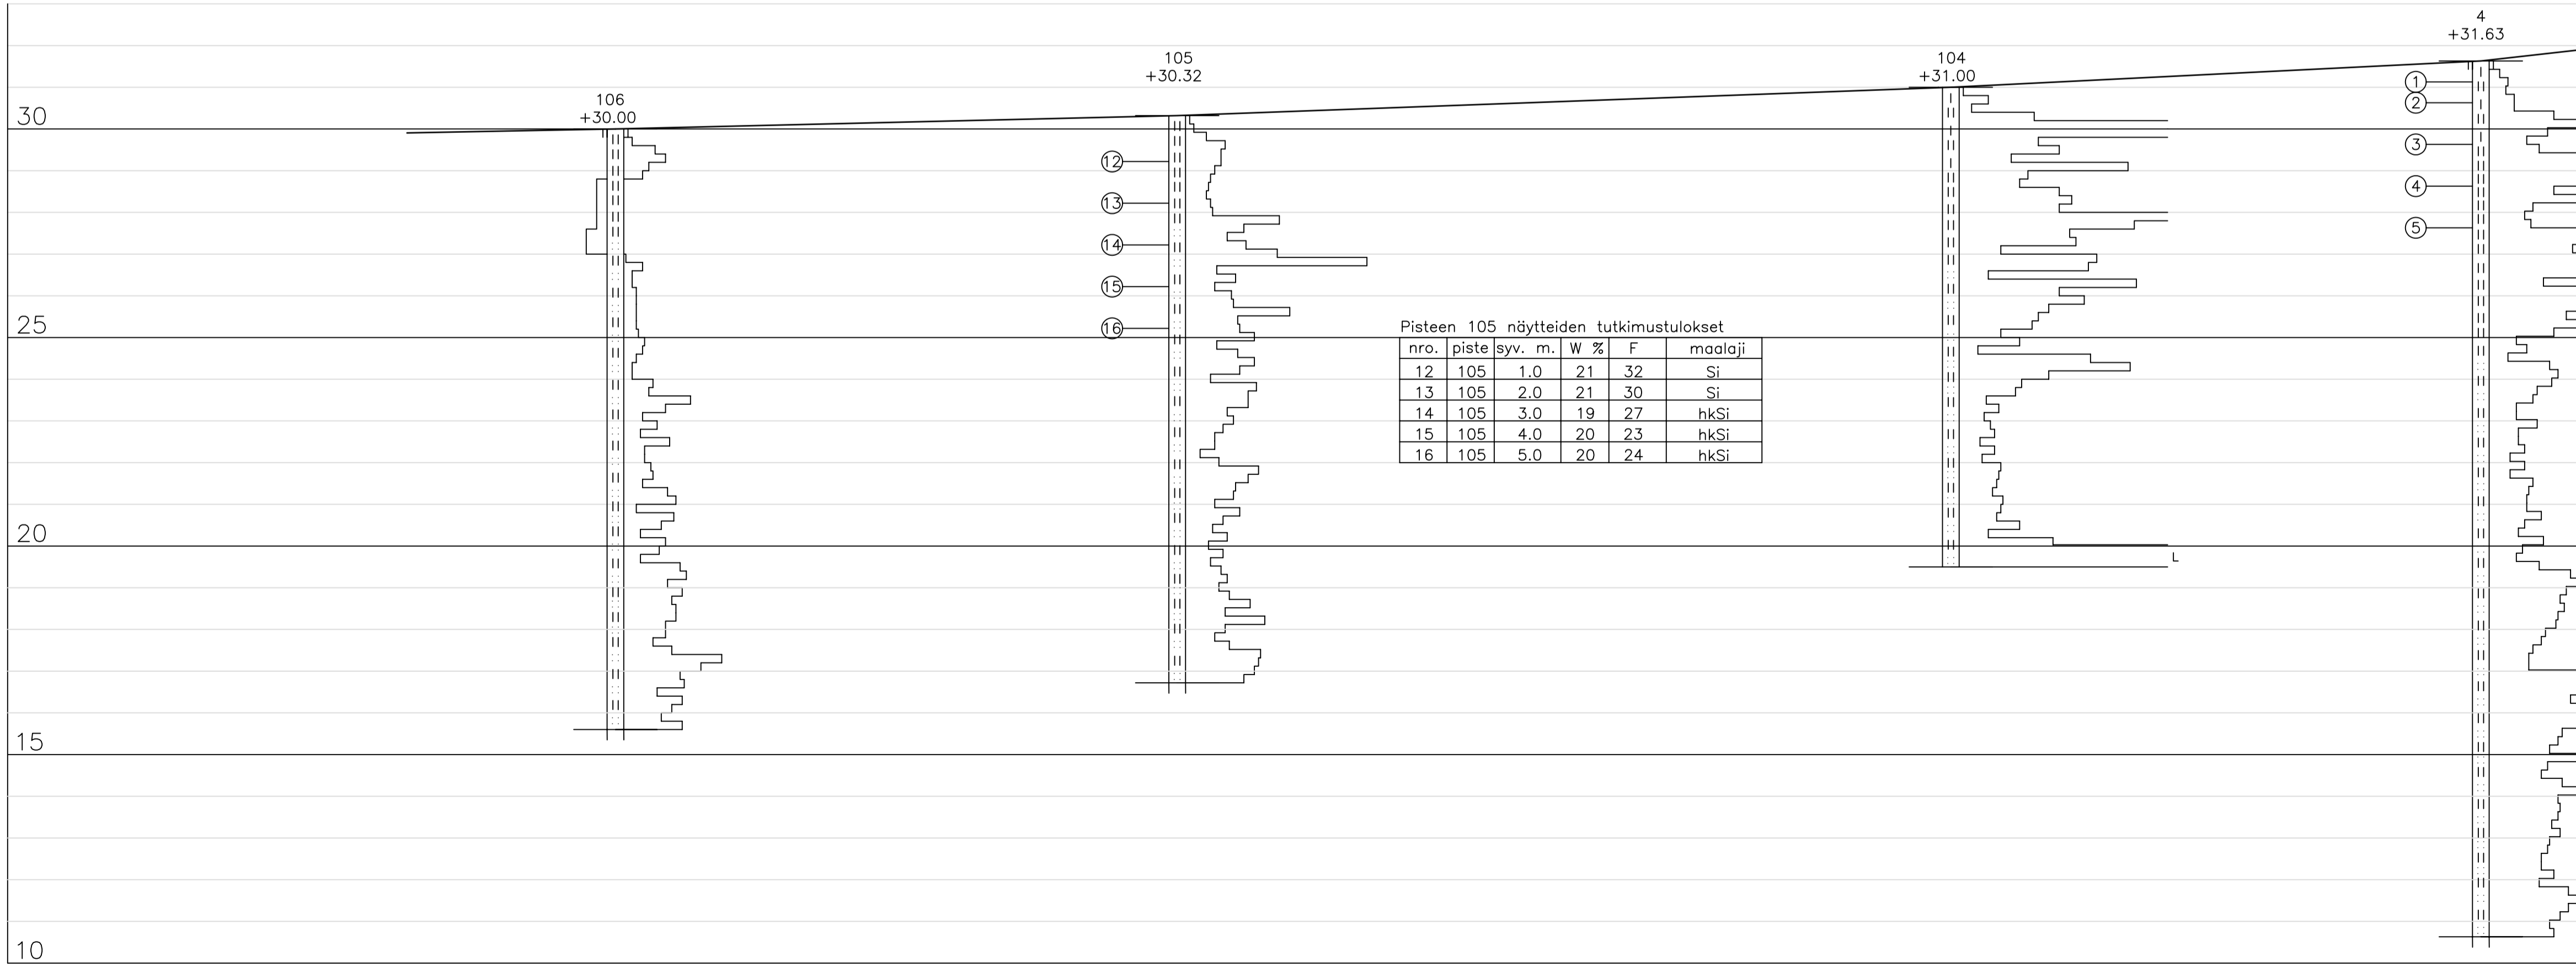 4
+31.63
105
+30.32
104
+31.00
106
+30.00
30
25
20
15
10
1
2
3
4
5
12
13
14
15
16
Pisteen 105 näytteiden tutkimustulokset
nro. piste syv. m. W % F maalaji
12 105 1.0 21 32 Si
13 105 2.0 21 30 Si
14 105 3.0 19 27 hkSi
15 105 4.0 20 23 hkSi
16 105 5.0 20 24 hkSi
L